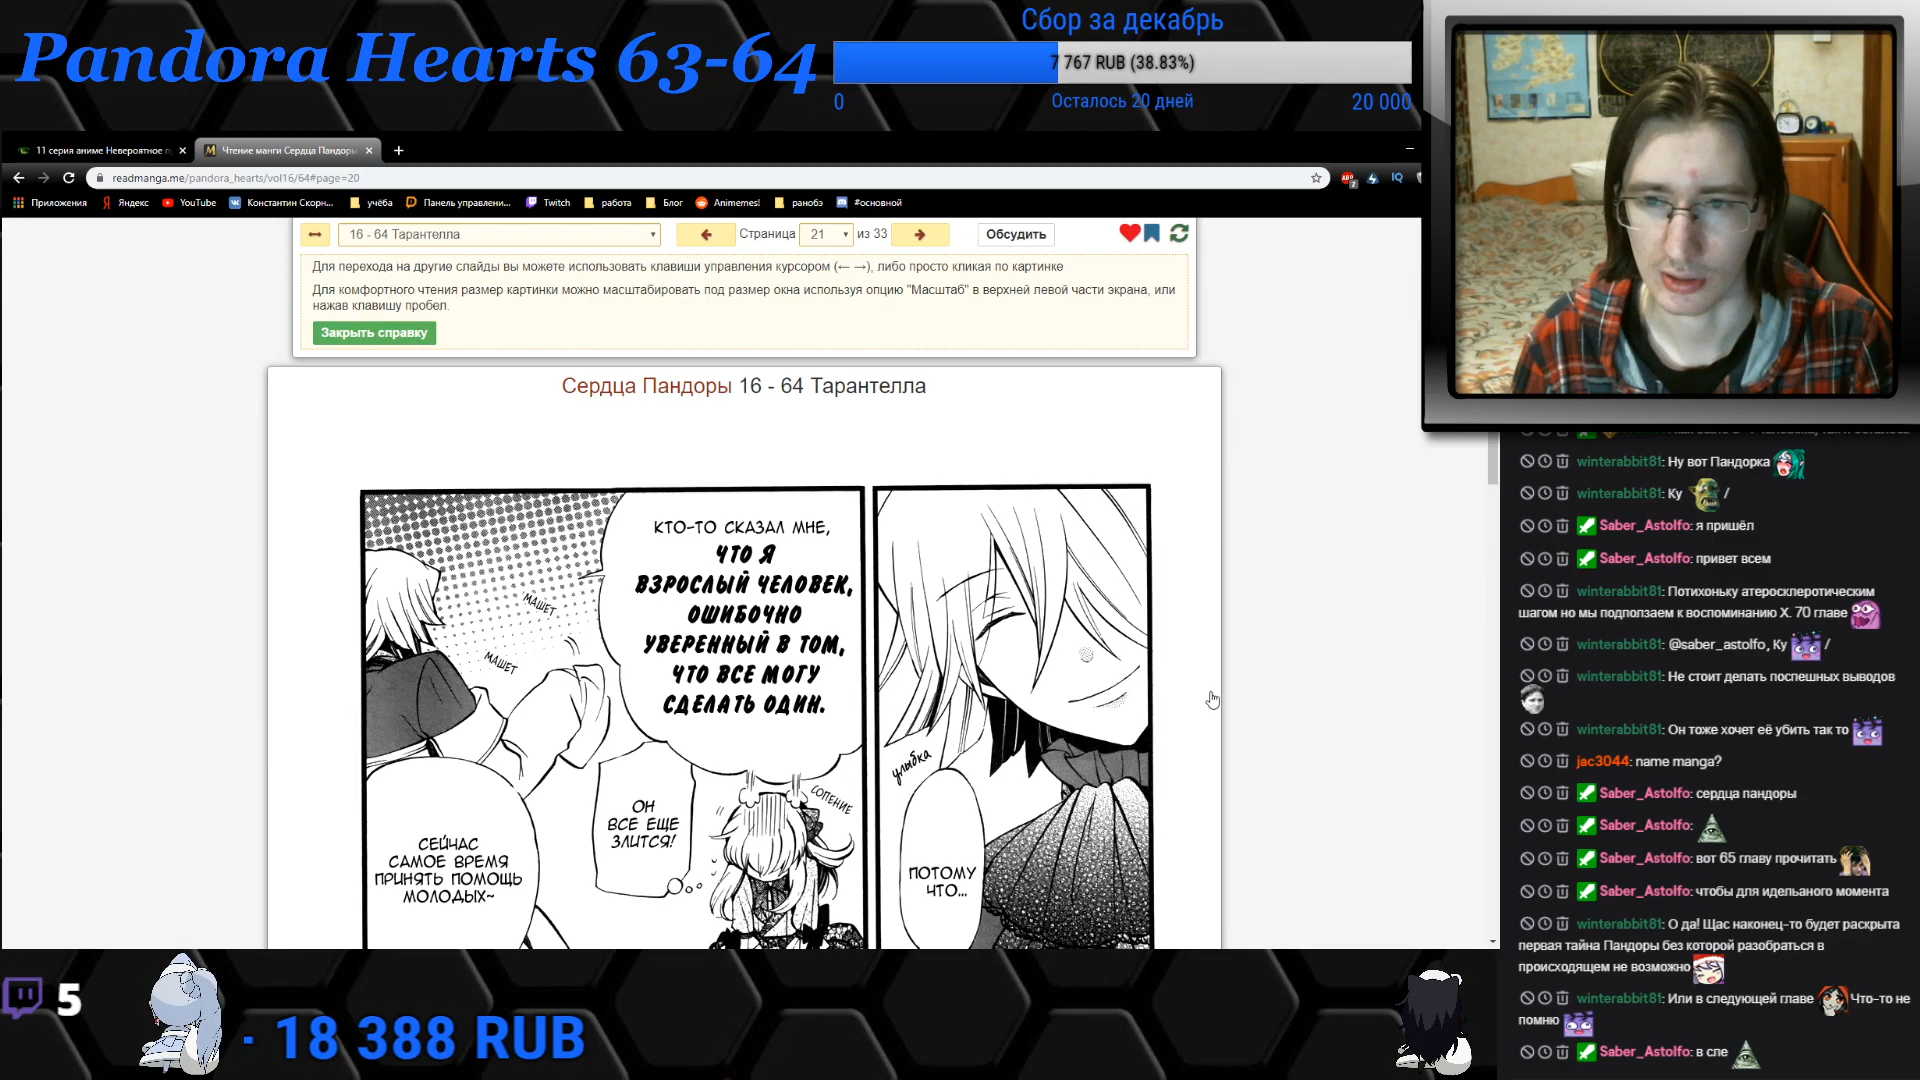 Pandora Hearts 63-64
Сбор за декабрь
7 767 RUB (38.83%)
0
Осталось 20 дней
20 000
11 серия аниме Невероятное п
Чтение манги Сердца Пандоры
readmanga.me/pandora_hearts/vol16/64#page=20
Приложения
Яндекс
YouTube
Константин Скорн...
учёба
Панель управлени...
Twitch
работа
Блог
Animemes!
ранобэ
#основной
16 - 64 Тарантелла
Страница
21
из 33
Обсудить
Для перехода на другие слайды вы можете использовать клавиши управления курсором (← →), либо просто кликая по картинке
Для комфортного чтения размер картинки можно масштабировать под размер окна используя опцию "Масштаб" в верхней левой части экрана, или
нажав клавишу пробел.
Закрыть справку
Сердца Пандоры 16 - 64 Тарантелла
КТО-ТО СКАЗАЛ МНЕ,
ЧТО Я
ВЗРОСЛЫЙ ЧЕЛОВЕК,
ОШИБОЧНО
УВЕРЕННЫЙ В ТОМ,
ЧТО ВСЕ МОГУ
СДЕЛАТЬ ОДИН.
МАШЕТ
МАШЕТ
улыбка
СОПЕНИЕ
ОН
ВСЕ ЕЩЕ
ЗЛИТСЯ!
СЕЙЧАС
САМОЕ ВРЕМЯ
ПРИНЯТЬ ПОМОЩЬ
МОЛОДЫХ~
ПОТОМУ
ЧТО...
winterabbit81: Ну вот Пандорка
winterabbit81: Ку /
Saber_Astolfo: я пришёл
Saber_Astolfo: привет всем
winterabbit81: Потихоньку атеросклеротическим
шагом но мы подползаем к воспоминанию Х. 70 главе
winterabbit81: @saber_astolfo, Ку /
winterabbit81: Не стоит делать поспешных выводов
winterabbit81: Он тоже хочет её убить так то
jac3044: name manga?
Saber_Astolfo: сердца пандоры
Saber_Astolfo:
Saber_Astolfo: вот 65 главу прочитать
Saber_Astolfo: чтобы для идельаного момента
winterabbit81: О да! Щас наконец-то будет раскрыта
первая тайна Пандоры без которой разобраться в
происходящем не возможно
winterabbit81: Или в следующей главе Что-то не
помню
Saber_Astolfo: в сле
5
· 18 388 RUB